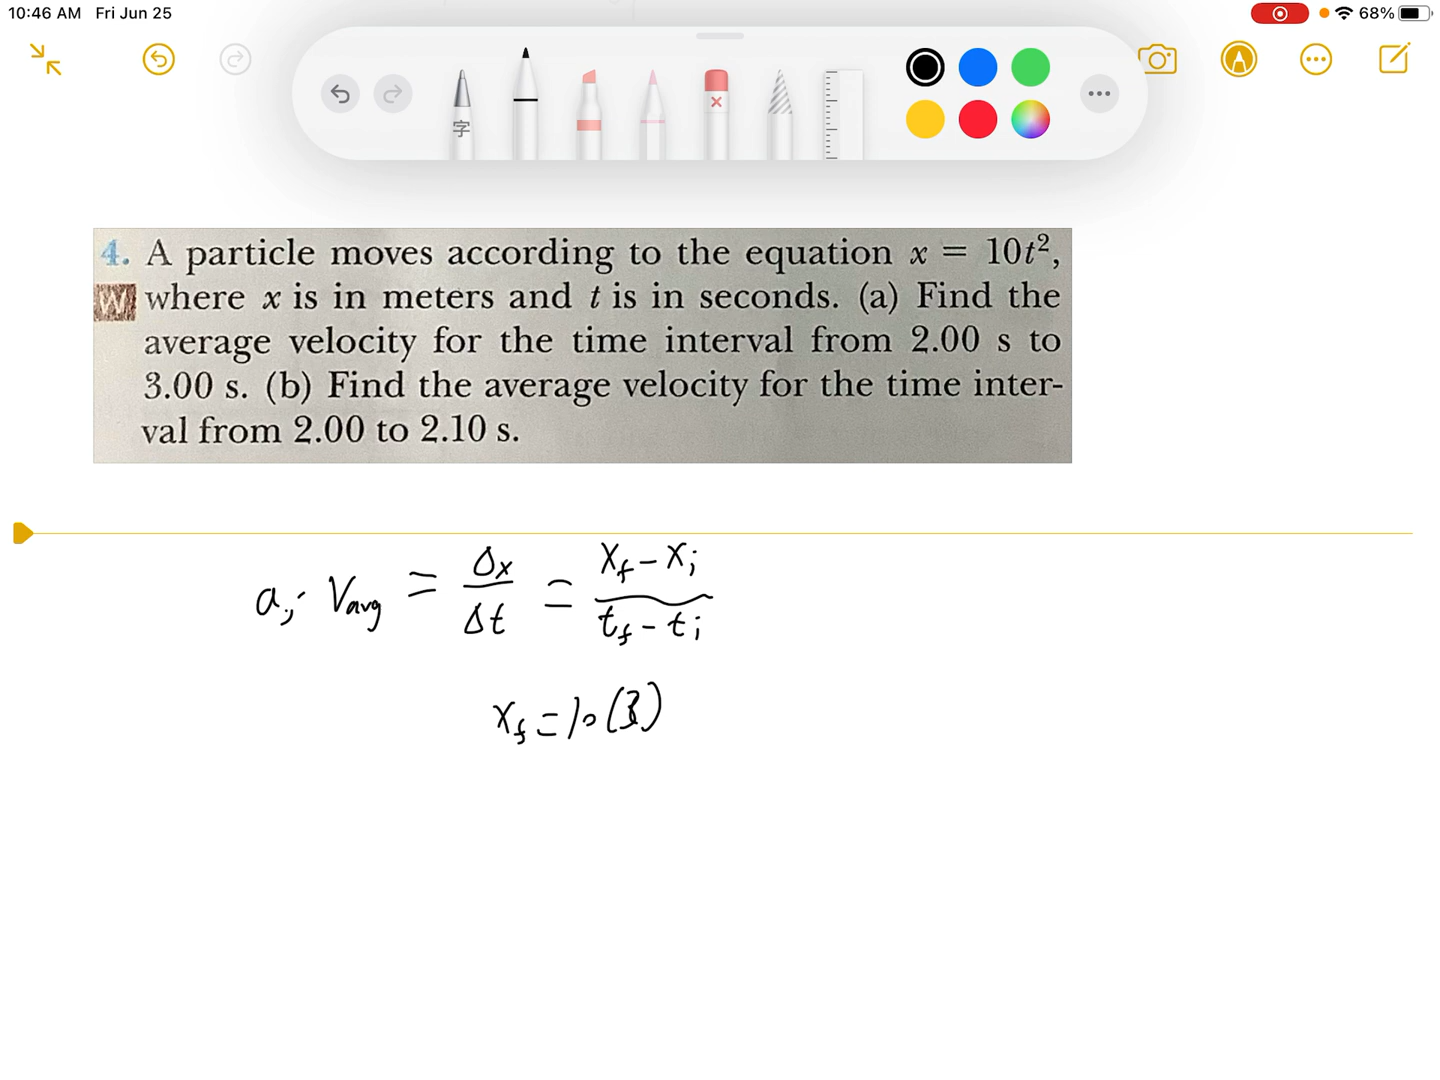 10:46 AM Fri Jun 25
68%
字
4. A particle moves according to the equation x = 10t²,
W where x is in meters and t is in seconds. (a) Find the
average velocity for the time interval from 2.00 s to
3.00 s. (b) Find the average velocity for the time inter-
val from 2.00 to 2.10 s.
a; Vavg = Δx/Δt = (Xf - Xi)/(tf - ti)
Xf = 10(3)